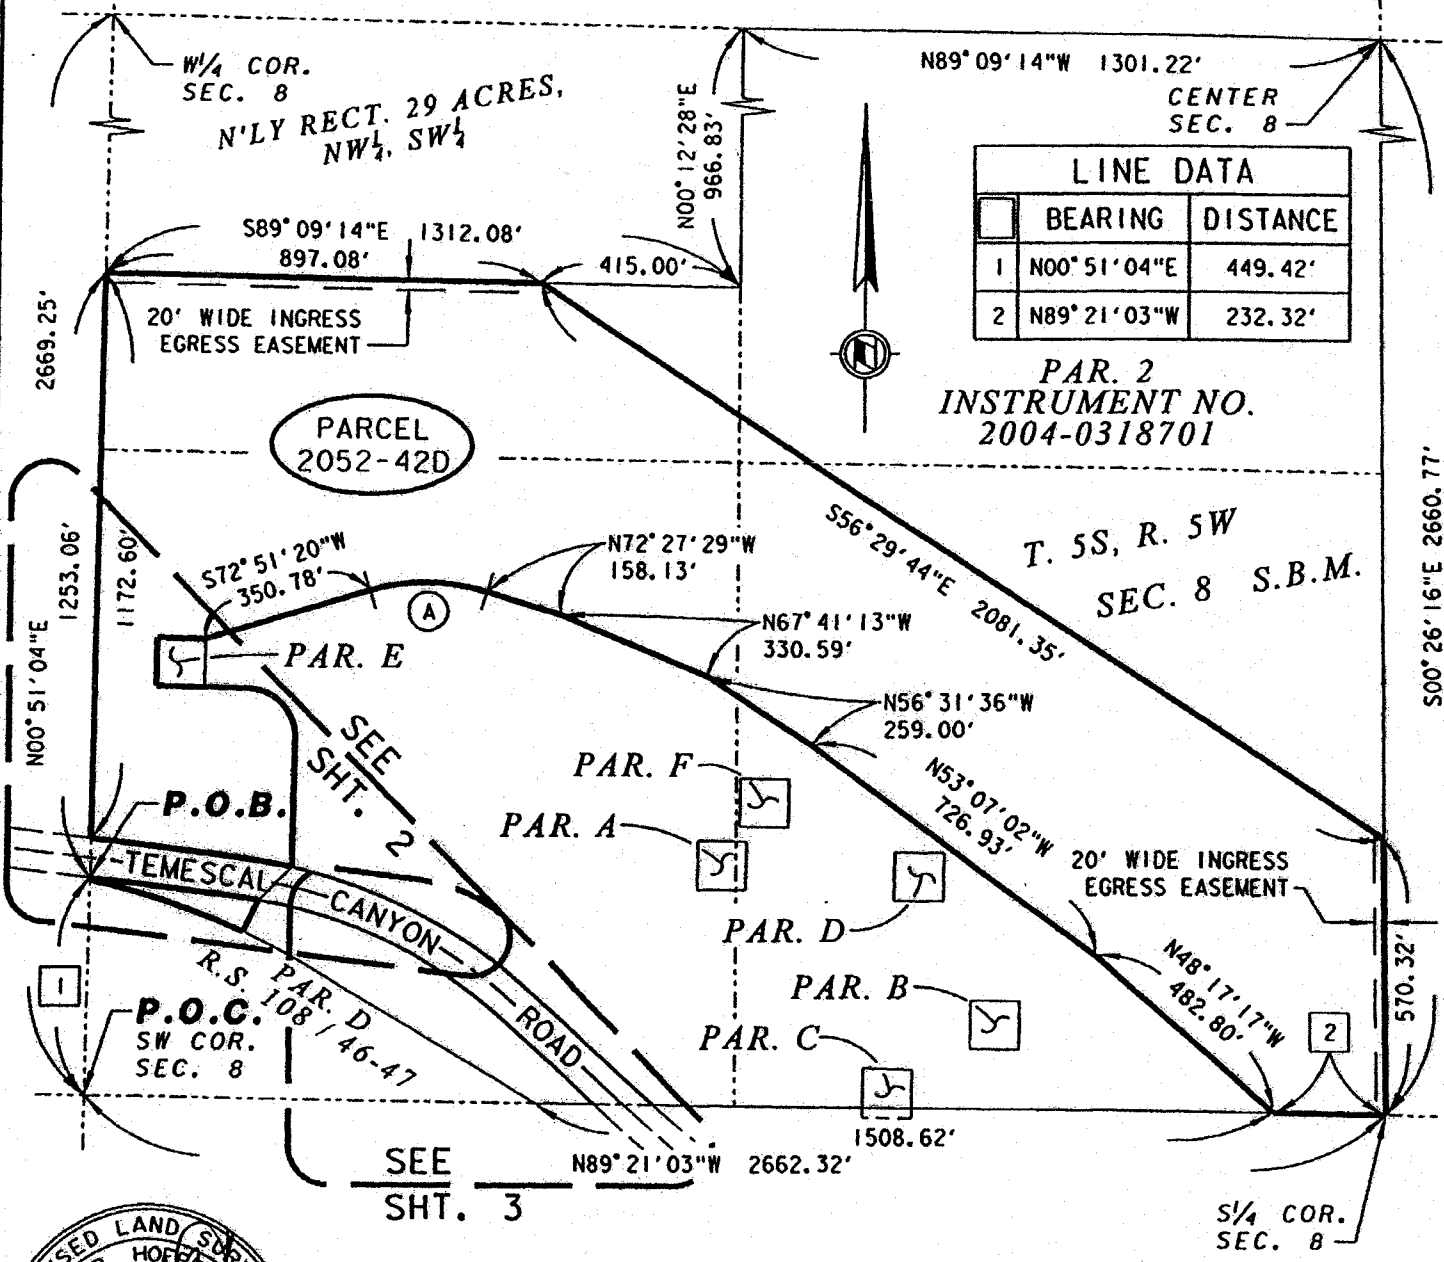 W¼ COR.
SEC. 8
N'LY RECT. 29 ACRES,
NW¼, SW¼
N00°12'28"E
966.83'
N89°09'14"W 1301.22'
CENTER
SEC. 8
LINE DATA
BEARING DISTANCE
1 N00°51'04"E 449.42'
2 N89°21'03"W 232.32'
S89°09'14"E 1312.08'
897.08'
415.00'
20' WIDE INGRESS
EGRESS EASEMENT
2669.25'
PAR. 2
INSTRUMENT NO.
2004-0318701
PARCEL
2052-42D
S56°29'44"E 2081.35'
T. 5S, R. 5W
SEC. 8 S.B.M.
S00°26'16"E 2660.77'
N00°51'04"E
1253.06'
1172.60'
S72°51'20"W
350.78'
A
N72°27'29"W
158.13'
N67°41'13"W
330.59'
PAR. E
N56°31'36"W
259.00'
SEE
SHT. 2
PAR. F
N53°07'02"W
726.93'
P.O.B.
PAR. A
TEMESCAL CANYON ROAD
20' WIDE INGRESS
EGRESS EASEMENT
PAR. D
PAR. D
R.S. 108 / 46-47
N48°17'17"W
482.80'
570.32'
1
PAR. B
P.O.C.
SW COR.
SEC. 8
PAR. C
2
1508.62'
N89°21'03"W 2662.32'
SEE
SHT. 3
S¼ COR.
SEC. 8
LAND